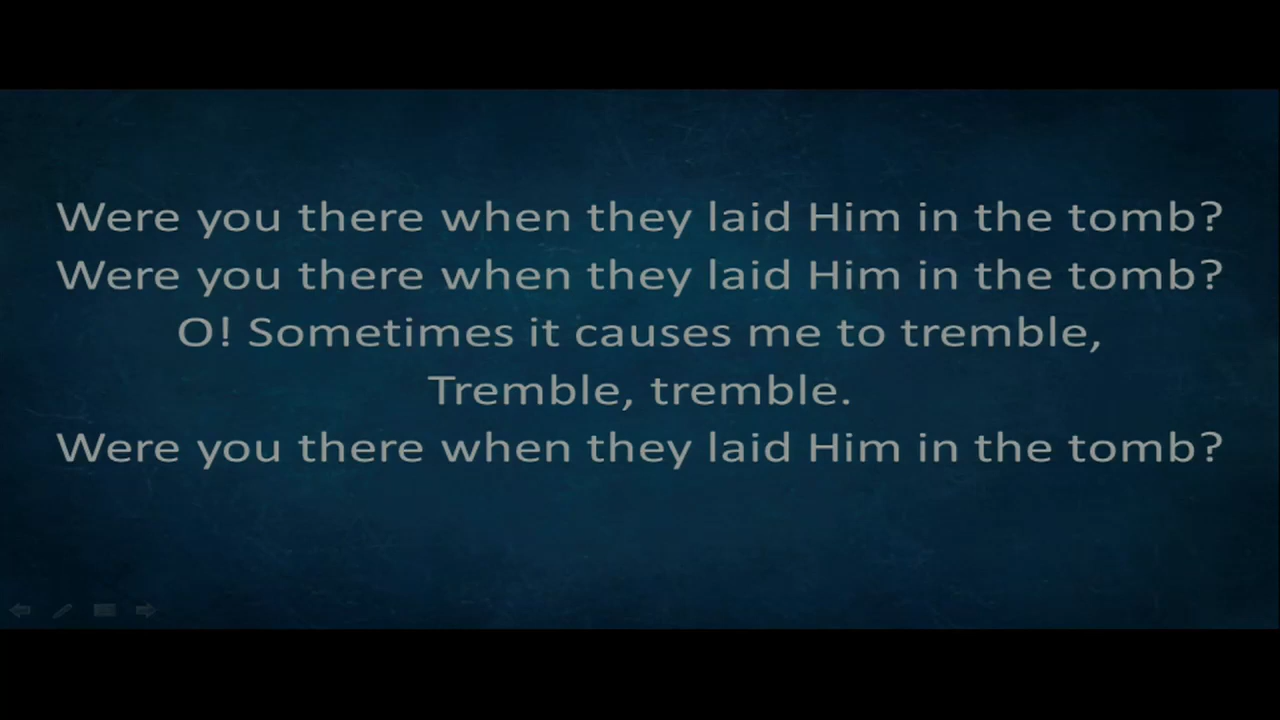 Were you there when they laid Him in the tomb?
Were you there when they laid Him in the tomb?
O! Sometimes it causes me to tremble,
Tremble, tremble.
Were you there when they laid Him in the tomb?